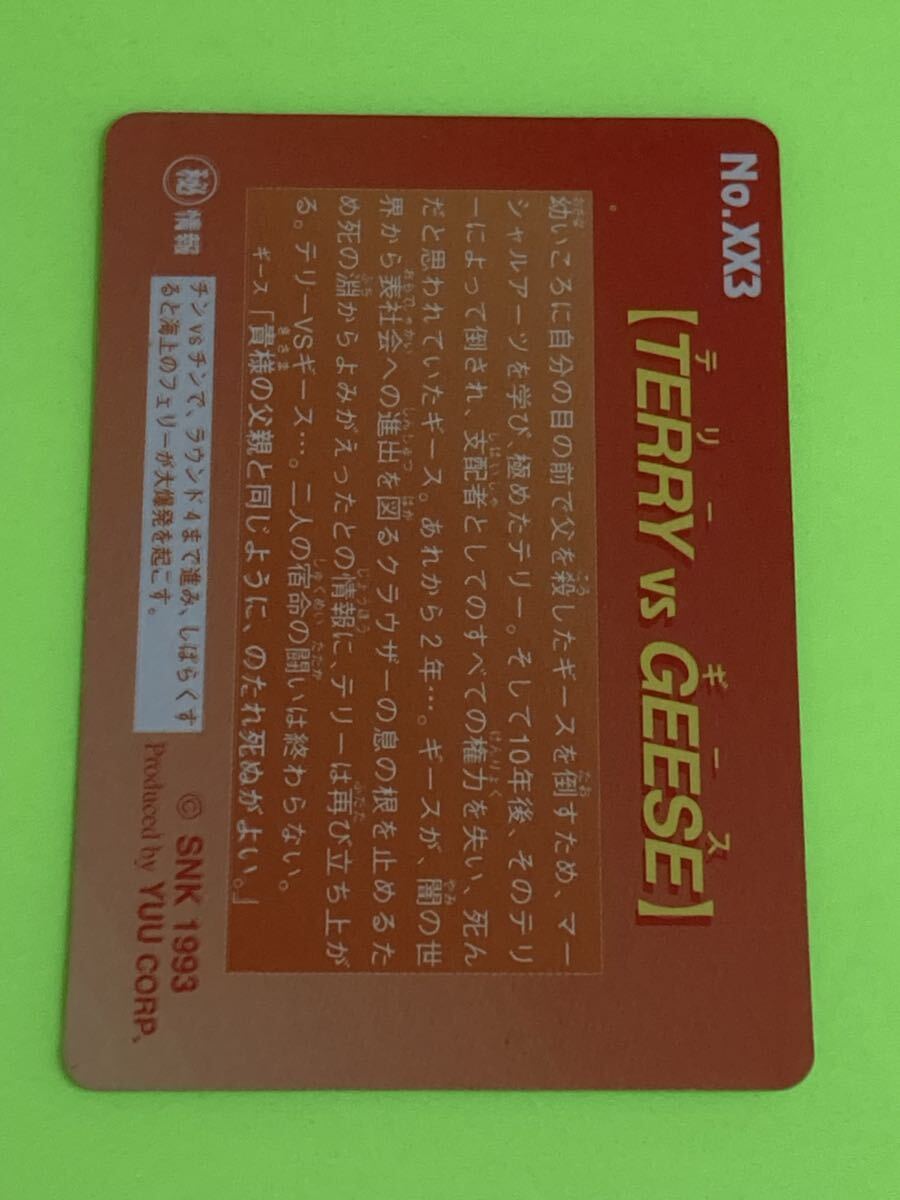 No.XX3
【TERRY vs GEESE】
テリー ギース
幼いころに自分の目の前で父を殺したギースを倒すため、マー
シャルアーツを学び、極めたテリー。そして10年後、そのテリ
ーによって倒され、支配者としてのすべての権力を失い、死ん
だと思われていたギース。あれから2年…。ギースが、闇の世
界から表社会への進出を図るクラウザーの息の根を止めるた
め死の淵からよみがえったとの情報に、テリーは再び立ち上が
る。テリーVSギース…。二人の宿命の闘いは終わらない。
ギース「貴様の父親と同じように、のたれ死ぬがよい。」
㊙情報
チンvsチンで、ラウンド4まで進み、しばらくす
ると海上のフェリーが大爆発を起こす。
© SNK 1993
Produced by YUU CORP.